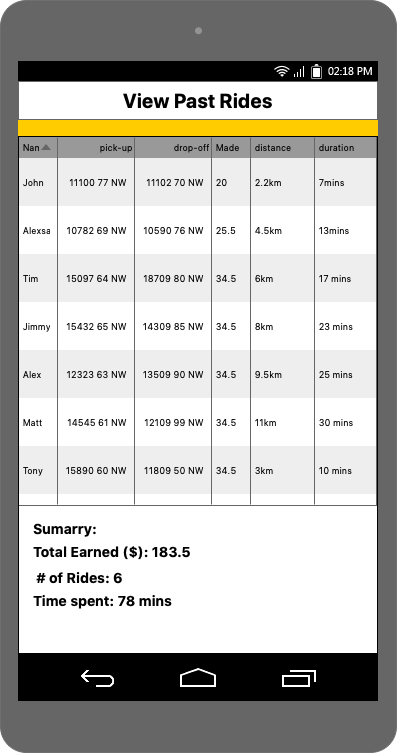 02:18 PM
View Past Rides
Nan pick-up drop-off Made distance duration
John 11100 77 NW 11102 70 NW 20 2.2km 7mins
Alexsa 10782 69 NW 10590 76 NW 25.5 4.5km 13mins
Tim 15097 64 NW 18709 80 NW 34.5 6km 17 mins
Jimmy 15432 65 NW 14309 85 NW 34.5 8km 23 mins
Alex 12323 63 NW 13509 90 NW 34.5 9.5km 25 mins
Matt 14545 61 NW 12109 99 NW 34.5 11km 30 mins
Tony 15890 60 NW 11809 50 NW 34.5 3km 10 mins
Sumarry:
Total Earned ($): 183.5
# of Rides: 6
Time spent: 78 mins